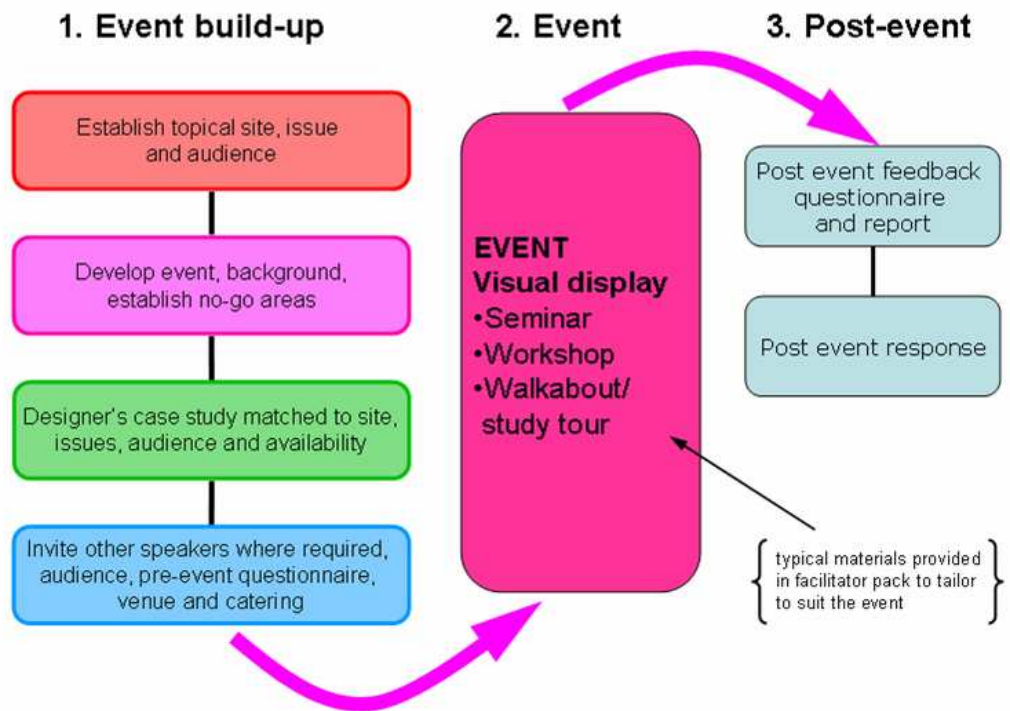 1. Event build-up
Establish topical site, issue
and audience
Develop event, background,
establish no-go areas
Designer's case study matched to site,
issues, audience and availability
Invite other speakers where required,
audience, pre-event questionnaire,
venue and catering
2. Event
EVENT
Visual display
•Seminar
•Workshop
•Walkabout/
study tour
3. Post-event
Post event feedback
questionnaire
and report
Post event response
typical materials provided
in facilitator pack to tailor
to suit the event